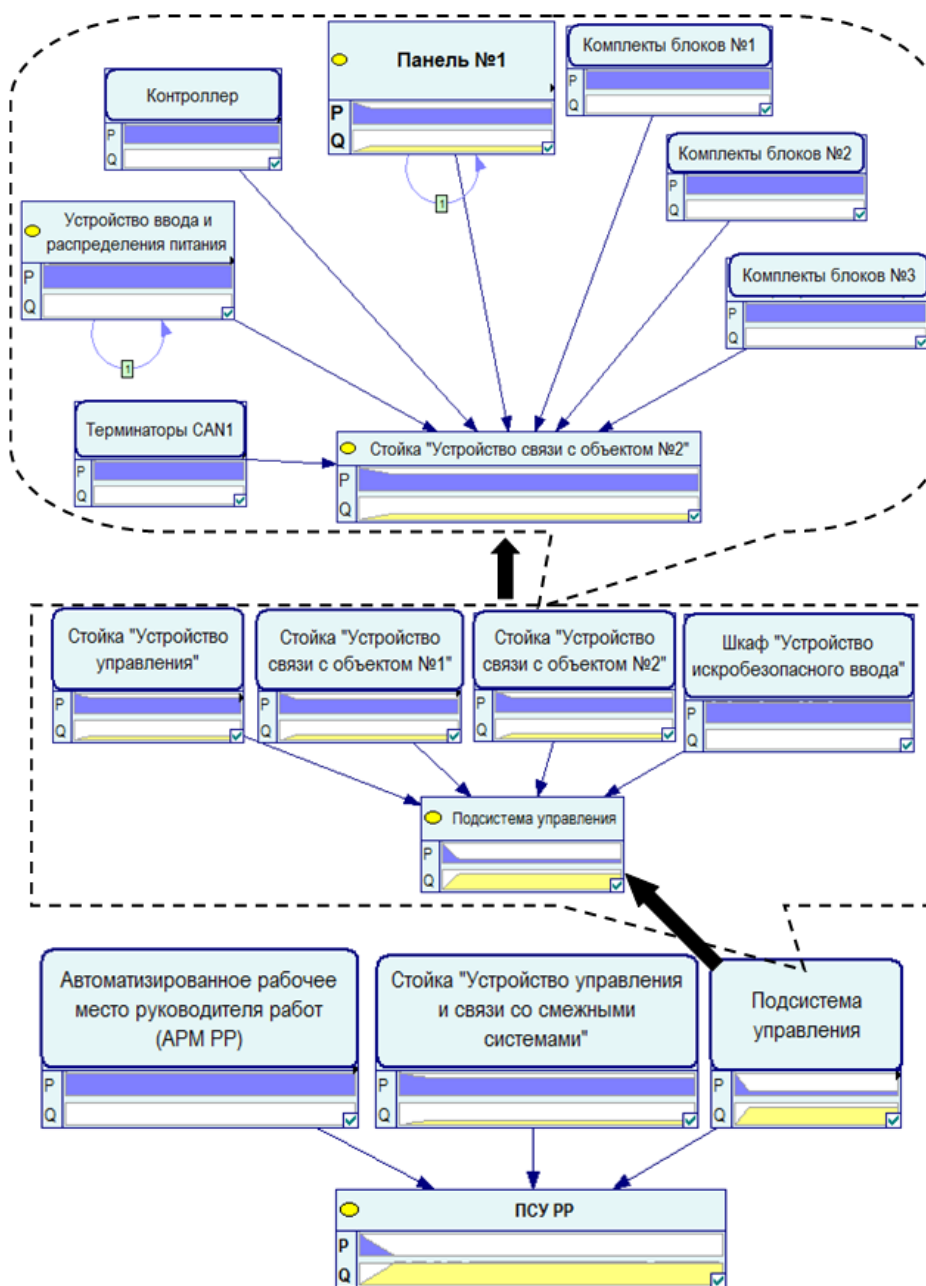 Панель №1
P
Q
1
Комплекты блоков №1
P
Q
Контроллер
P
Q
Комплекты блоков №2
P
Q
Устройство ввода и
распределения питания
P
Q
1
Комплекты блоков №3
P
Q
Терминаторы CAN1
P
Q
Стойка "Устройство связи с объектом №2"
P
Q
Стойка "Устройство
управления"
P
Q
Стойка "Устройство
связи с объектом №1"
P
Q
Стойка "Устройство
связи с объектом №2"
P
Q
Шкаф "Устройство
искробезопасного ввода"
P
Q
Подсистема управления
P
Q
Автоматизированное рабочее
место руководителя работ
(АРМ РР)
P
Q
Стойка "Устройство управления
и связи со смежными
системами"
P
Q
Подсистема
управления
P
Q
ПСУ РР
P
Q